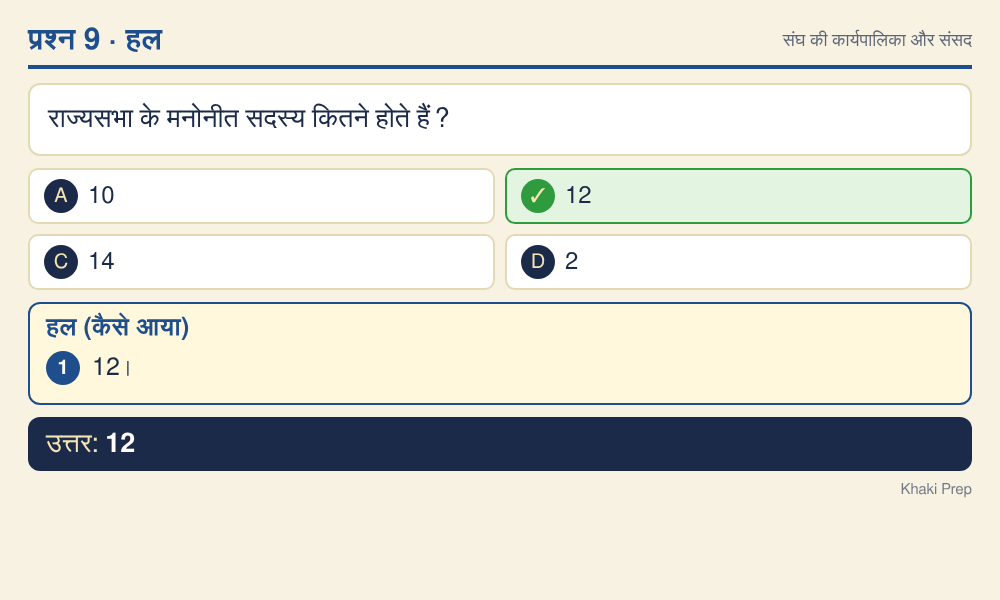 प्रश्न 9 · हल
संघ की कार्यपालिका और संसद
राज्यसभा के मनोनीत सदस्य कितने होते हैं ?
A 10
✓ 12
C 14
D 2
हल (कैसे आया)
1 12।
उत्तर: 12
Khaki Prep